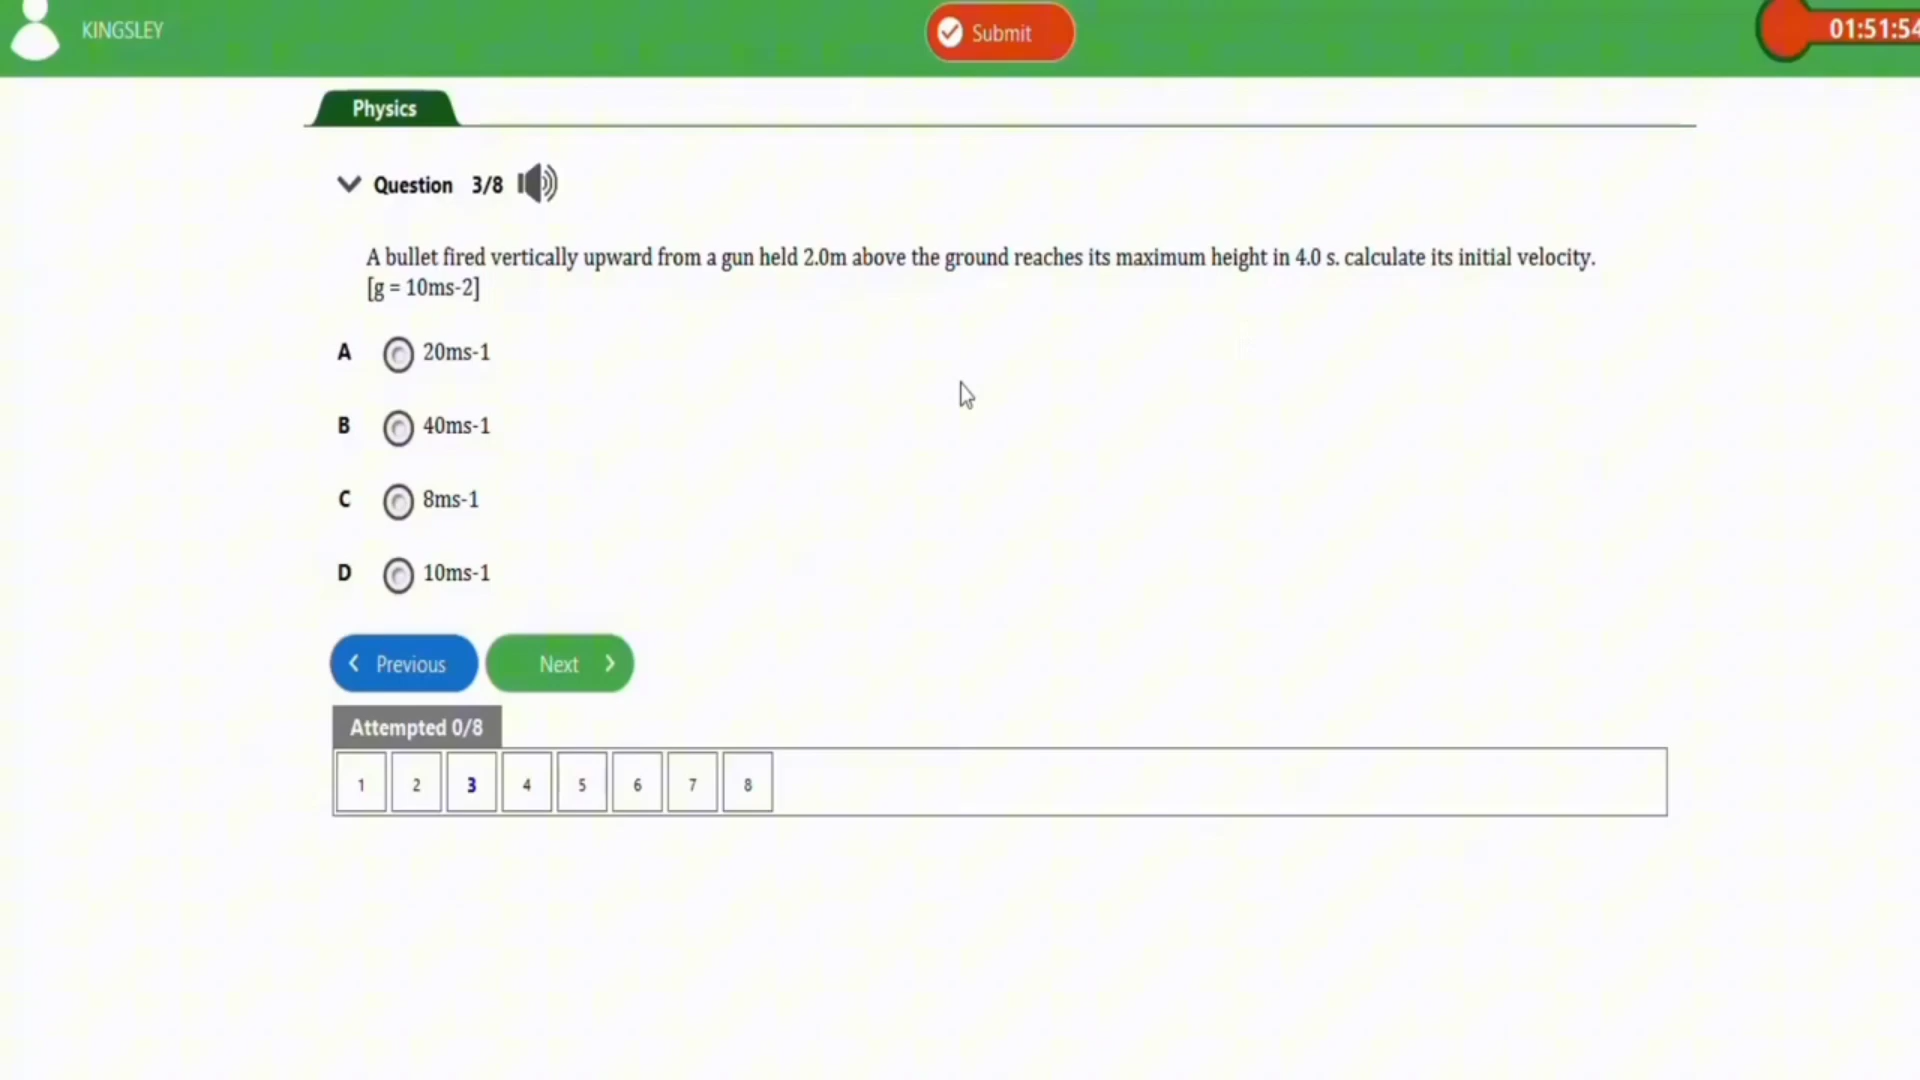 KINGSLEY
Submit
01:51:54
Physics
Question 3/8
A bullet fired vertically upward from a gun held 2.0m above the ground reaches its maximum height in 4.0 s. calculate its initial velocity.
[g = 10ms-2]
A 20ms-1
B 40ms-1
C 8ms-1
D 10ms-1
Previous
Next
Attempted 0/8
1 2 3 4 5 6 7 8